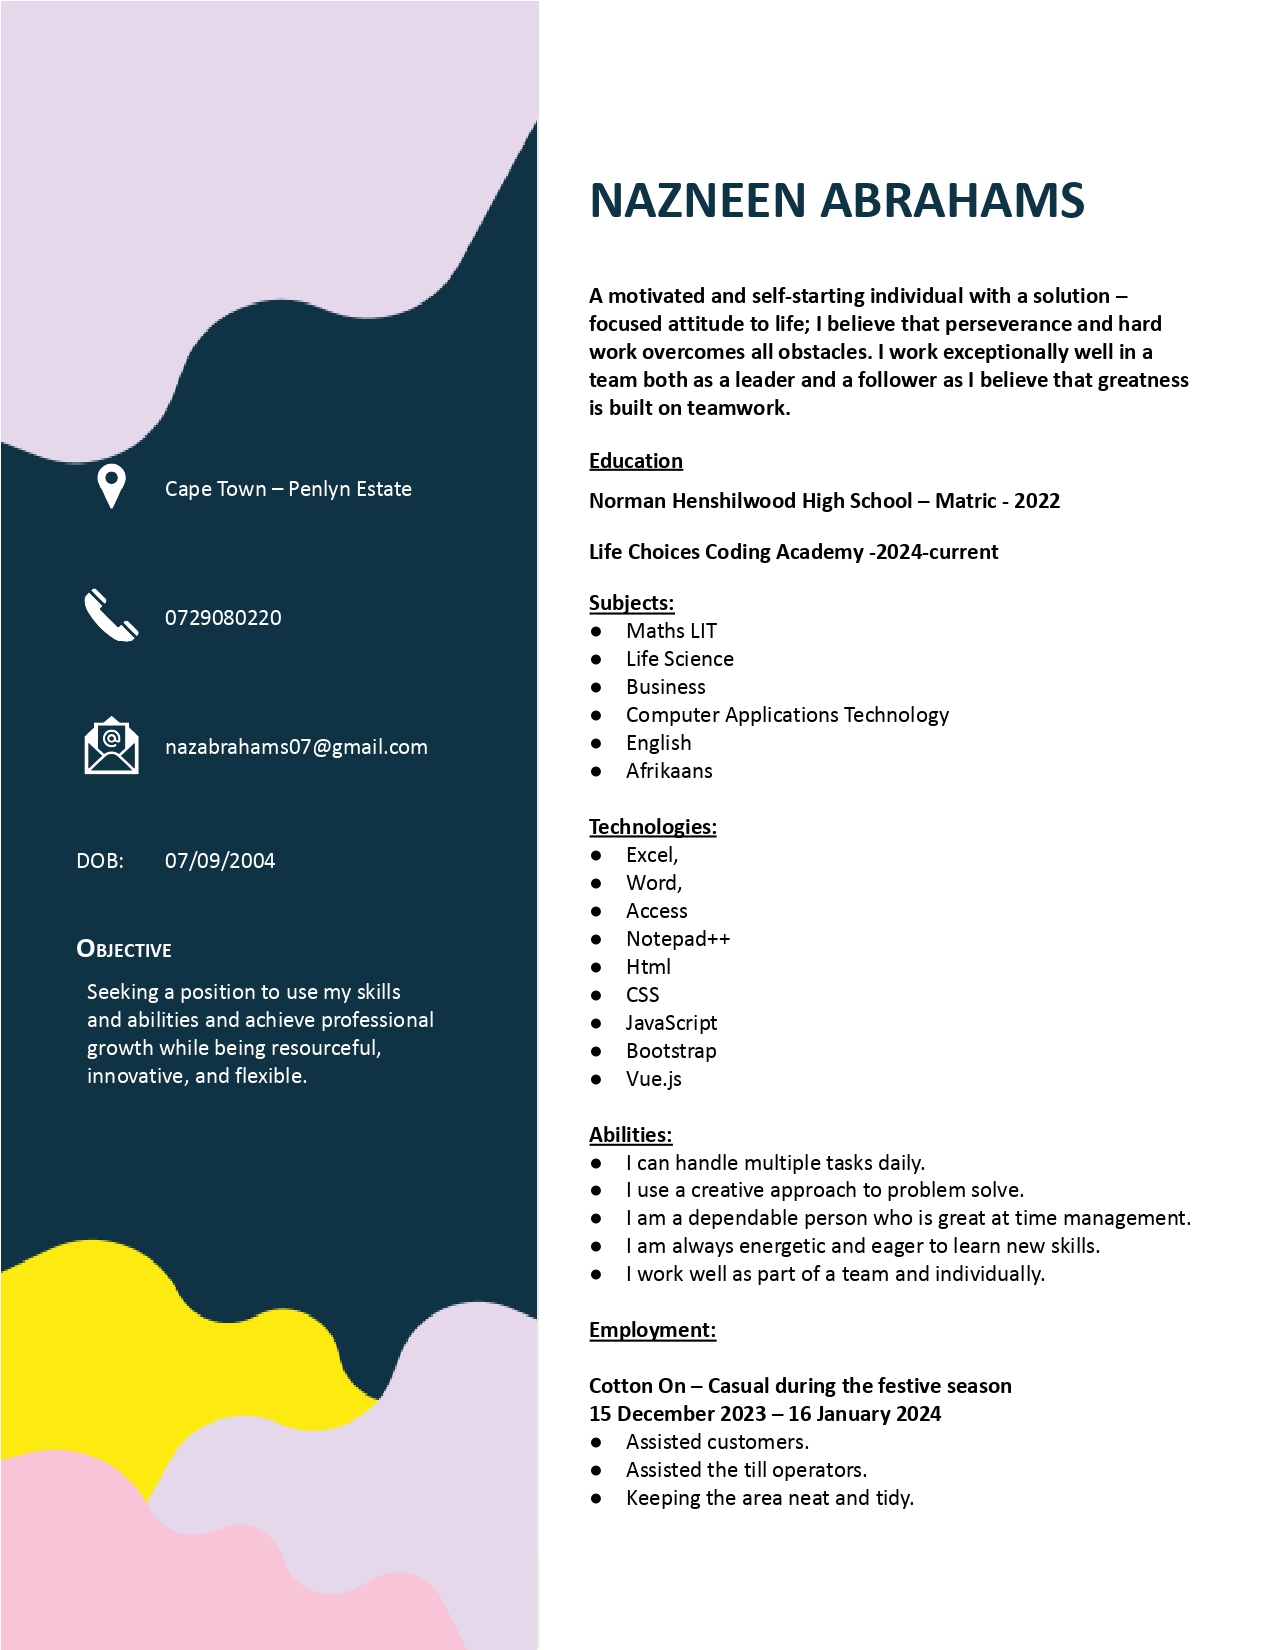 NAZNEEN ABRAHAMS
A motivated and self-starting individual with a solution –
focused attitude to life; I believe that perseverance and hard
work overcomes all obstacles. I work exceptionally well in a
team both as a leader and a follower as I believe that greatness
is built on teamwork.
Education
Norman Henshilwood High School – Matric - 2022
Life Choices Coding Academy -2024-current
Subjects:
● Maths LIT
● Life Science
● Business
● Computer Applications Technology
● English
● Afrikaans
Technologies:
● Excel,
● Word,
● Access
● Notepad++
● Html
● CSS
● JavaScript
● Bootstrap
● Vue.js
Abilities:
● I can handle multiple tasks daily.
● I use a creative approach to problem solve.
● I am a dependable person who is great at time management.
● I am always energetic and eager to learn new skills.
● I work well as part of a team and individually.
Employment:
Cotton On – Casual during the festive season
15 December 2023 – 16 January 2024
● Assisted customers.
● Assisted the till operators.
● Keeping the area neat and tidy.
Cape Town – Penlyn Estate
0729080220
@
nazabrahams07@gmail.com
DOB: 07/09/2004
OBJECTIVE
Seeking a position to use my skills
and abilities and achieve professional
growth while being resourceful,
innovative, and flexible.